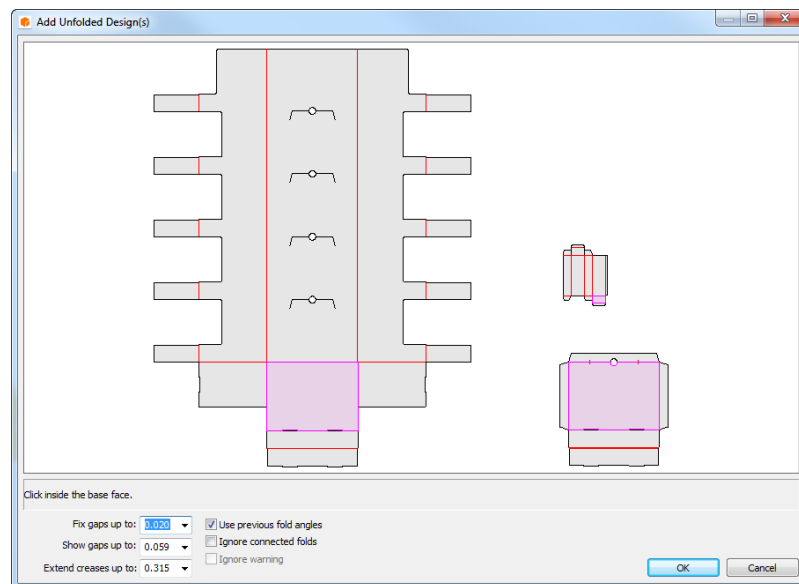 Add Unfolded Design(s)
Click inside the base face.
Fix gaps up to: 0.020
Use previous fold angles
Show gaps up to: 0.059
Ignore connected folds
Extend creases up to: 0.315
Ignore warning
OK
Cancel